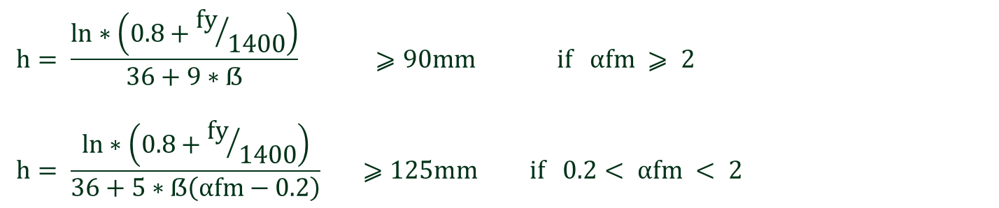 h = ln * (0.8 + fy/1400) / 36 + 9 * ẞ ⩾ 90mm if αfm ⩾ 2
h = ln * (0.8 + fy/1400) / 36 + 5 * ẞ(αfm − 0.2) ⩾ 125mm if 0.2 < αfm < 2